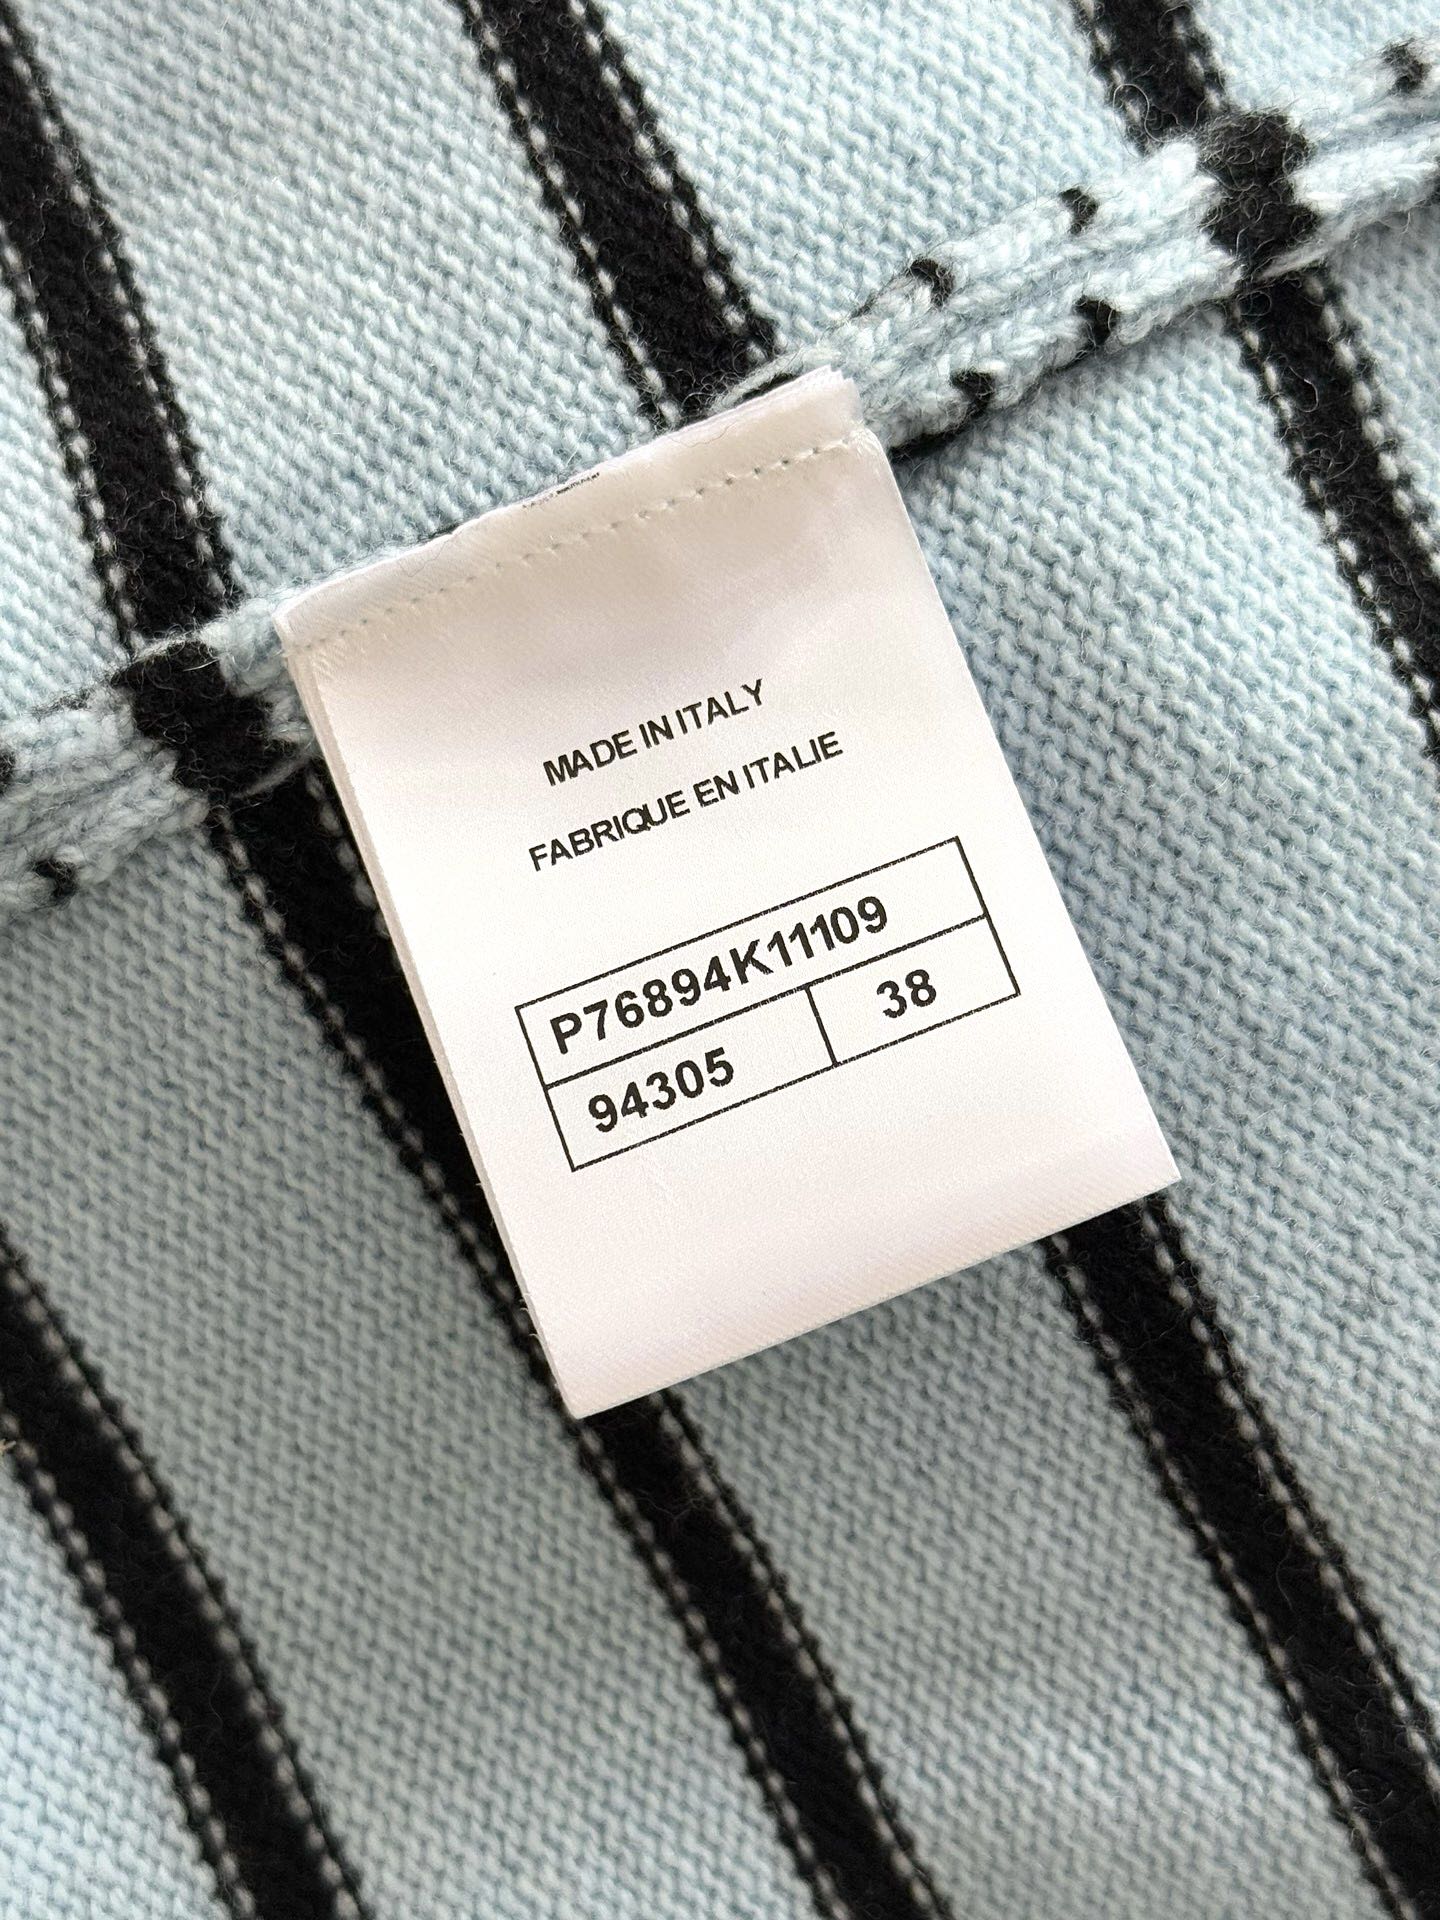 MADE IN ITALY
FABRIQUE EN ITALIE
P76894K11109
94305 38